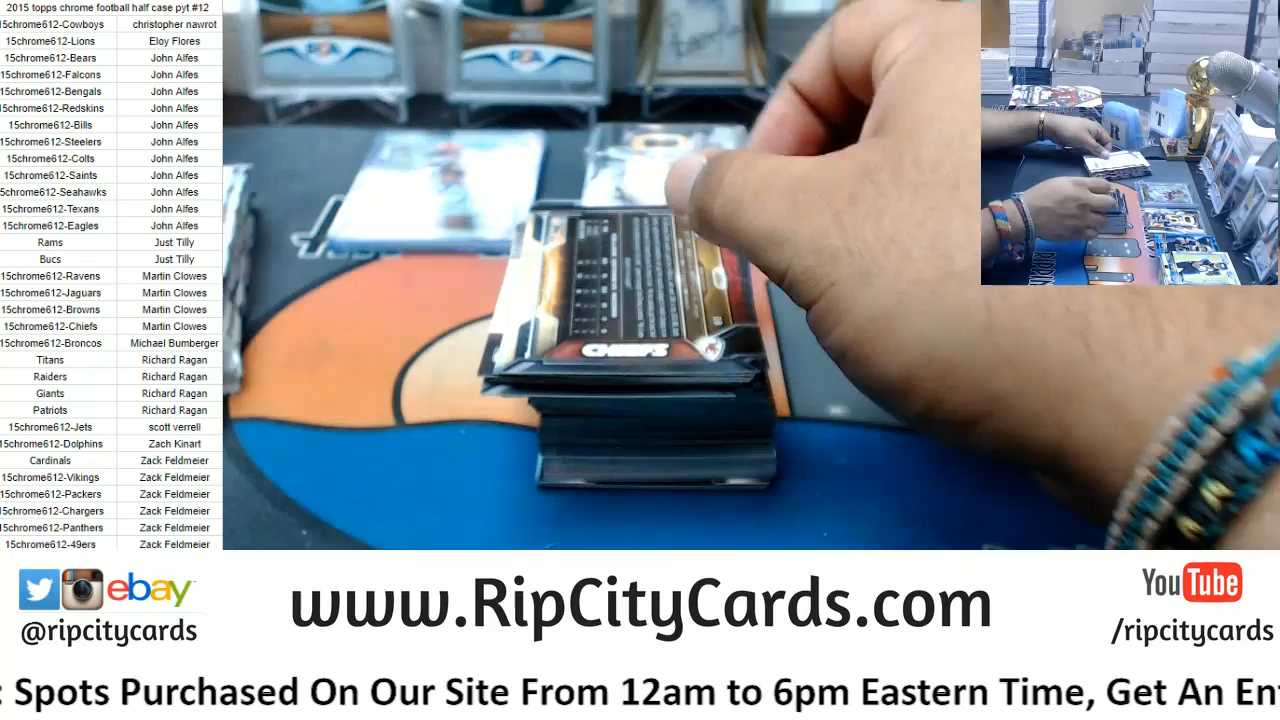 2015 topps chrome football half case pyt #12
15chrome612-Cowboys christopher nawrot
15chrome612-Lions Eloy Flores
15chrome612-Bears John Alfes
15chrome612-Falcons John Alfes
15chrome612-Bengals John Alfes
15chrome612-Redskins John Alfes
15chrome612-Bills John Alfes
15chrome612-Steelers John Alfes
15chrome612-Colts John Alfes
15chrome612-Saints John Alfes
5chrome612-Seahawks John Alfes
15chrome612-Texans John Alfes
15chrome612-Eagles John Alfes
Rams Just Tilly
Bucs Just Tilly
15chrome612-Ravens Martin Clowes
15chrome612-Jaguars Martin Clowes
15chrome612-Browns Martin Clowes
15chrome612-Chiefs Martin Clowes
15chrome612-Broncos Michael Bumberger
Titans Richard Ragan
Raiders Richard Ragan
Giants Richard Ragan
Patriots Richard Ragan
15chrome612-Jets scott verrell
15chrome612-Dolphins Zach Kinart
Cardinals Zack Feldmeier
15chrome612-Vikings Zack Feldmeier
15chrome612-Packers Zack Feldmeier
15chrome612-Chargers Zack Feldmeier
15chrome612-Panthers Zack Feldmeier
15chrome612-49ers Zack Feldmeier
CHIEFS
ebay
@ripcitycards
www.RipCityCards.com
YouTube
/ripcitycards
: Spots Purchased On Our Site From 12am to 6pm Eastern Time, Get An En